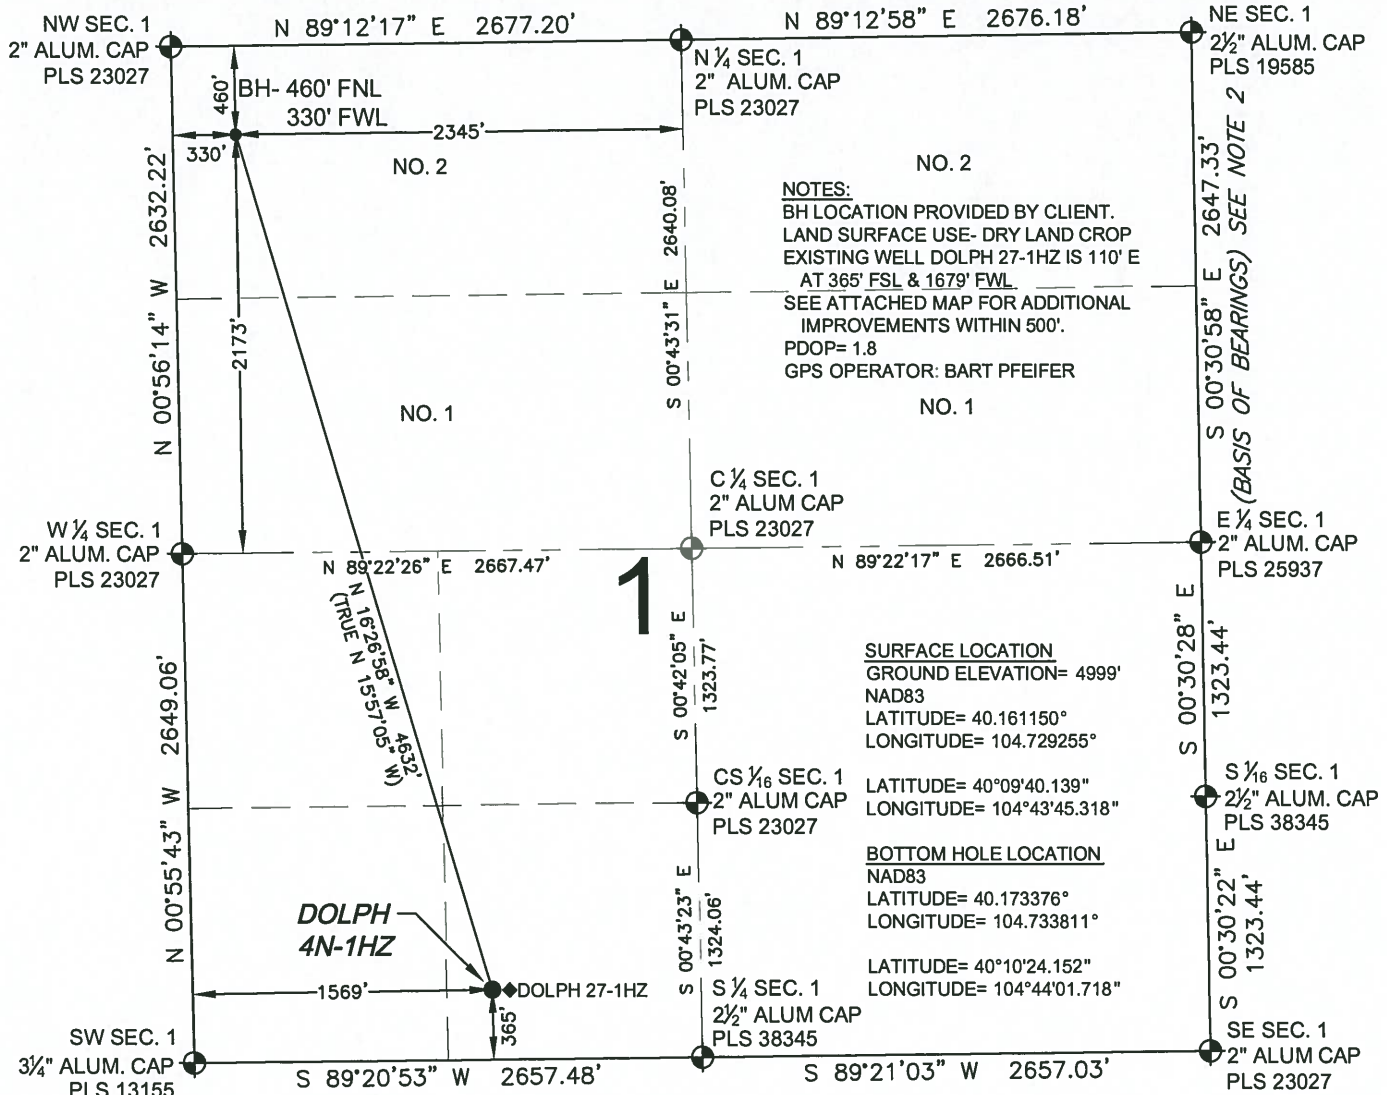 NW SEC. 1
2" ALUM. CAP
PLS 23027
N 89°12'17" E 2677.20'
N ¼ SEC. 1
2" ALUM. CAP
PLS 23027
N 89°12'58" E 2676.18'
NE SEC. 1
2½" ALUM. CAP
PLS 19585
460'
BH- 460' FNL
330' FWL
330'
2345'
N 00°56'14" W 2632.22'
2173'
NO. 2
NO. 1
S 00°43'31" E 2640.08'
NO. 2
NOTES:
BH LOCATION PROVIDED BY CLIENT.
LAND SURFACE USE- DRY LAND CROP
EXISTING WELL DOLPH 27-1HZ IS 110' E
AT 365' FSL & 1679' FWL
SEE ATTACHED MAP FOR ADDITIONAL
IMPROVEMENTS WITHIN 500'.
PDOP= 1.8
GPS OPERATOR: BART PFEIFER
NO. 1
S 00°30'58" E 2647.33'
(BASIS OF BEARINGS) SEE NOTE 2
W ¼ SEC. 1
2" ALUM. CAP
PLS 23027
N 89°22'26" E 2667.47'
C ¼ SEC. 1
2" ALUM CAP
PLS 23027
1
N 89°22'17" E 2666.51'
E ¼ SEC. 1
2" ALUM. CAP
PLS 25937
N 16°26'58" W 4632'
(TRUE N 15°57'05" W)
N 00°55'43" W 2649.06'
S 00°42'05" E
1323.77'
SURFACE LOCATION
GROUND ELEVATION= 4999'
NAD83
LATITUDE= 40.161150°
LONGITUDE= 104.729255°
LATITUDE= 40°09'40.139"
LONGITUDE= 104°43'45.318"
S 00°30'28" E
1323.44'
CS 1⁄16 SEC. 1
2" ALUM CAP
PLS 23027
S 1⁄16 SEC. 1
2½" ALUM. CAP
PLS 38345
BOTTOM HOLE LOCATION
NAD83
LATITUDE= 40.173376°
LONGITUDE= 104.733811°
LATITUDE= 40°10'24.152"
LONGITUDE= 104°44'01.718"
S 00°43'23" E
1324.06'
S 00°30'22" E
1323.44'
DOLPH
4N-1HZ
1569'
DOLPH 27-1HZ
365'
SW SEC. 1
3¼" ALUM. CAP
PLS 13155
S 89°20'53" W 2657.48'
S ¼ SEC. 1
2½" ALUM CAP
PLS 38345
S 89°21'03" W 2657.03'
SE SEC. 1
2" ALUM CAP
PLS 23027